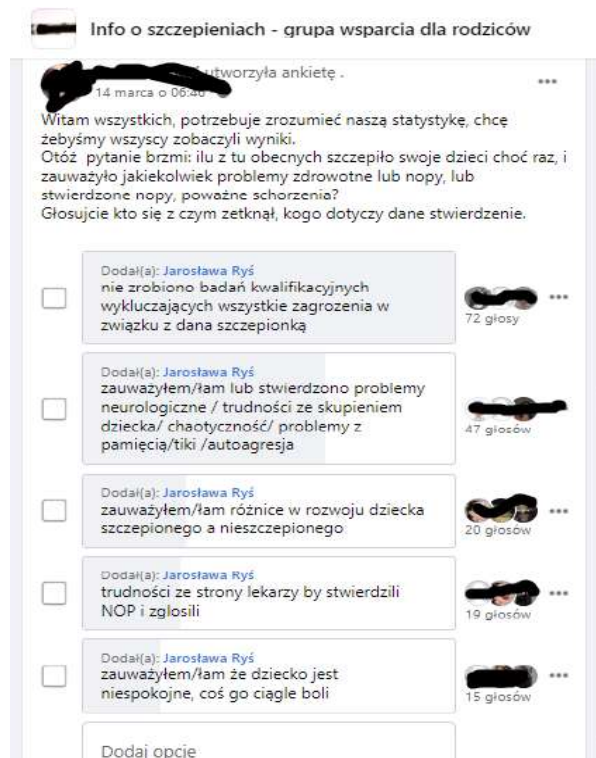 Info o szczepieniach - grupa wsparcia dla rodziców
utworzyła ankietę .
14 marca o 06:46
Witam wszystkich, potrzebuje zrozumieć naszą statystykę, chcę
żebyśmy wszyscy zobaczyli wyniki.
Otóż pytanie brzmi: ilu z tu obecnych szczepiło swoje dzieci choć raz, i
zauważyło jakiekolwiek problemy zdrowotne lub nopy, lub
stwierdzone nopy, poważne schorzenia?
Głosujcie kto się z czym zetknął, kogo dotyczy dane stwierdzenie.
Dodał(a): Jarosława Ryś
nie zrobiono badań kwalifikacyjnych
wykluczających wszystkie zagrozenia w
związku z dana szczepionką
72 głosy
Dodał(a): Jarosława Ryś
zauważyłem/łam lub stwierdzono problemy
neurologiczne / trudności ze skupieniem
dziecka/ chaotyczność/ problemy z
pamięcią/tiki /autoagresja
47 głosów
Dodał(a): Jarosława Ryś
zauważyłem/łam różnice w rozwoju dziecka
szczepionego a nieszczepionego
20 głosów
Dodał(a): Jarosława Ryś
trudności ze strony lekarzy by stwierdzili
NOP i zglosili
19 głosów
Dodał(a): Jarosława Ryś
zauważyłem/łam że dziecko jest
niespokojne, coś go ciągle boli
15 głosów
Dodaj opcję